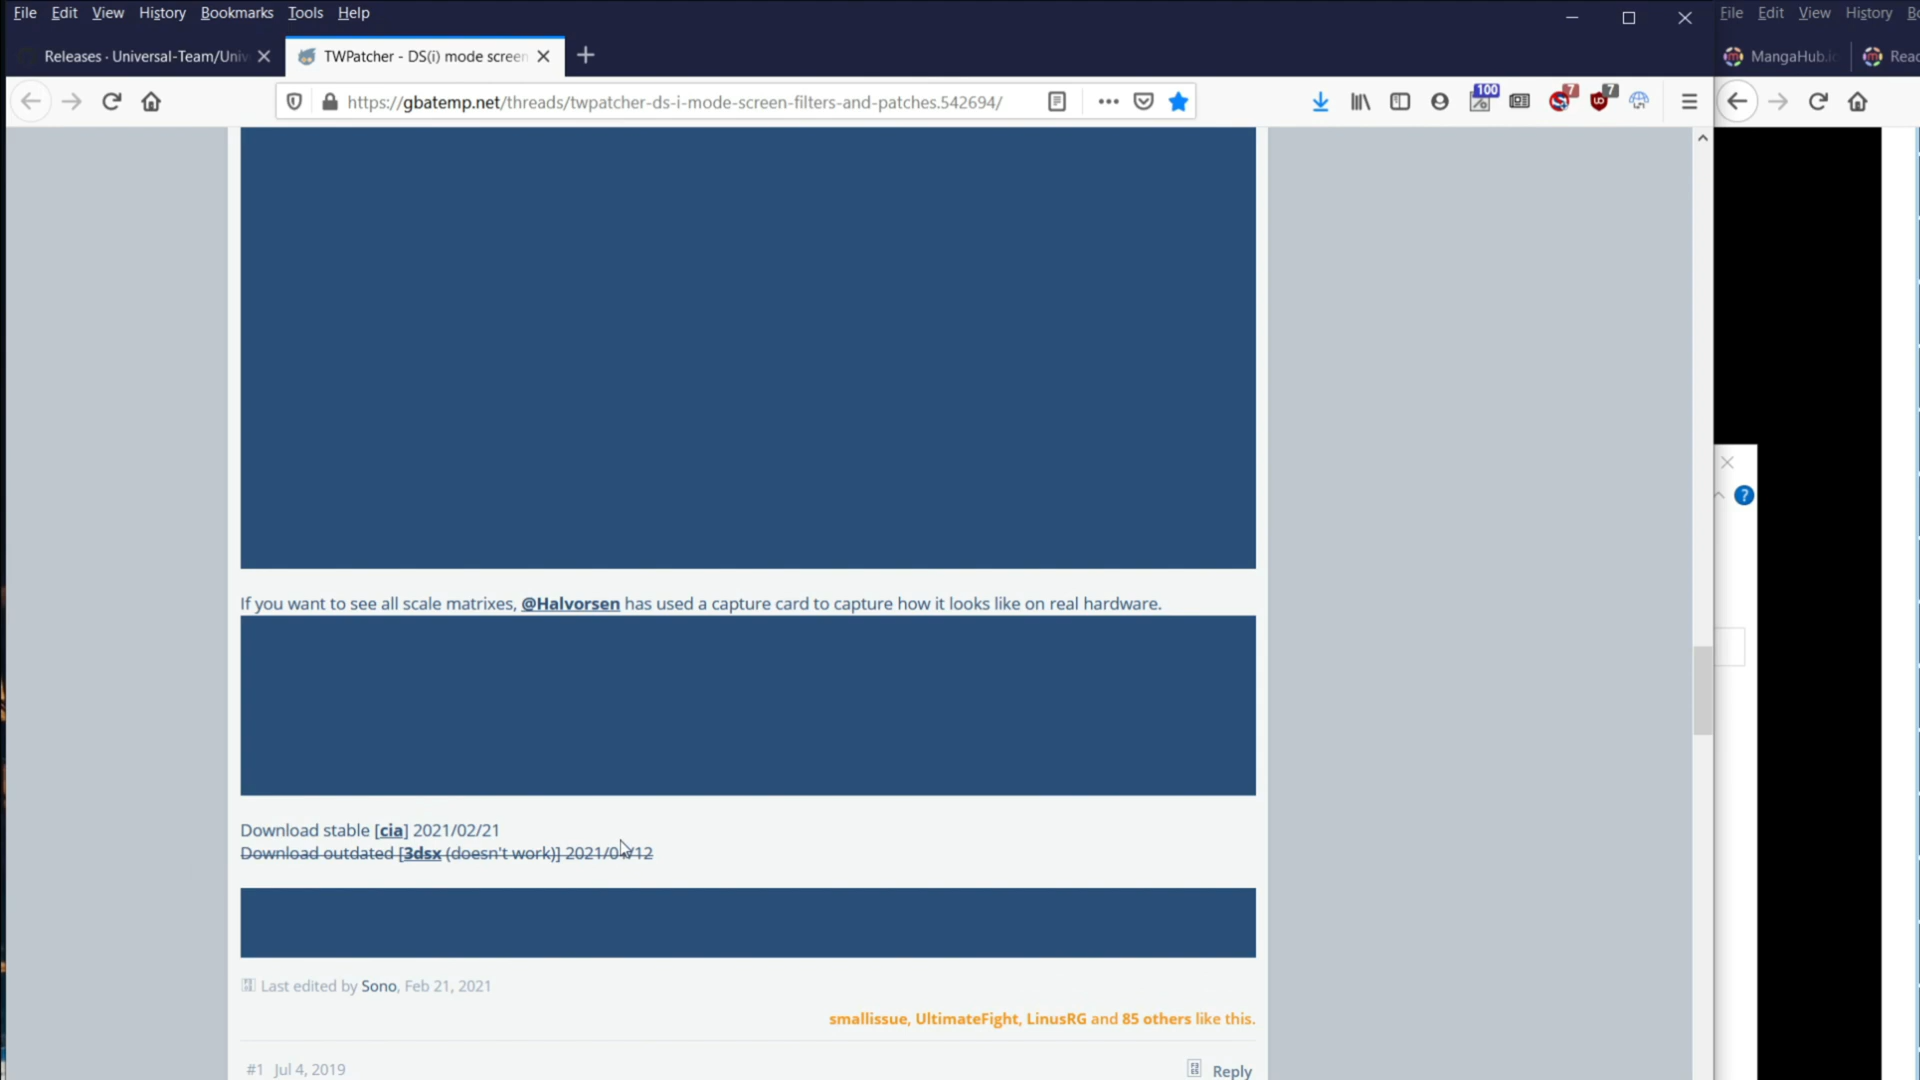 File Edit View History Bookmarks Tools Help
File Edit View History
Releases · Universal-Team/Univ
TWPatcher - DS(i) mode screen
MangaHub.i
Reac
https://gbatemp.net/threads/twpatcher-ds-i-mode-screen-filters-and-patches.542694/
100
7
7
?
If you want to see all scale matrixes, @Halvorsen has used a capture card to capture how it looks like on real hardware.
Download stable [cia] 2021/02/21
Download outdated [3dsx (doesn't work)]
Last edited by Sono, Feb 21, 2021
smallissue, UltimateFight, LinusRG and 85 others like this.
#1 Jul 4, 2019
Reply